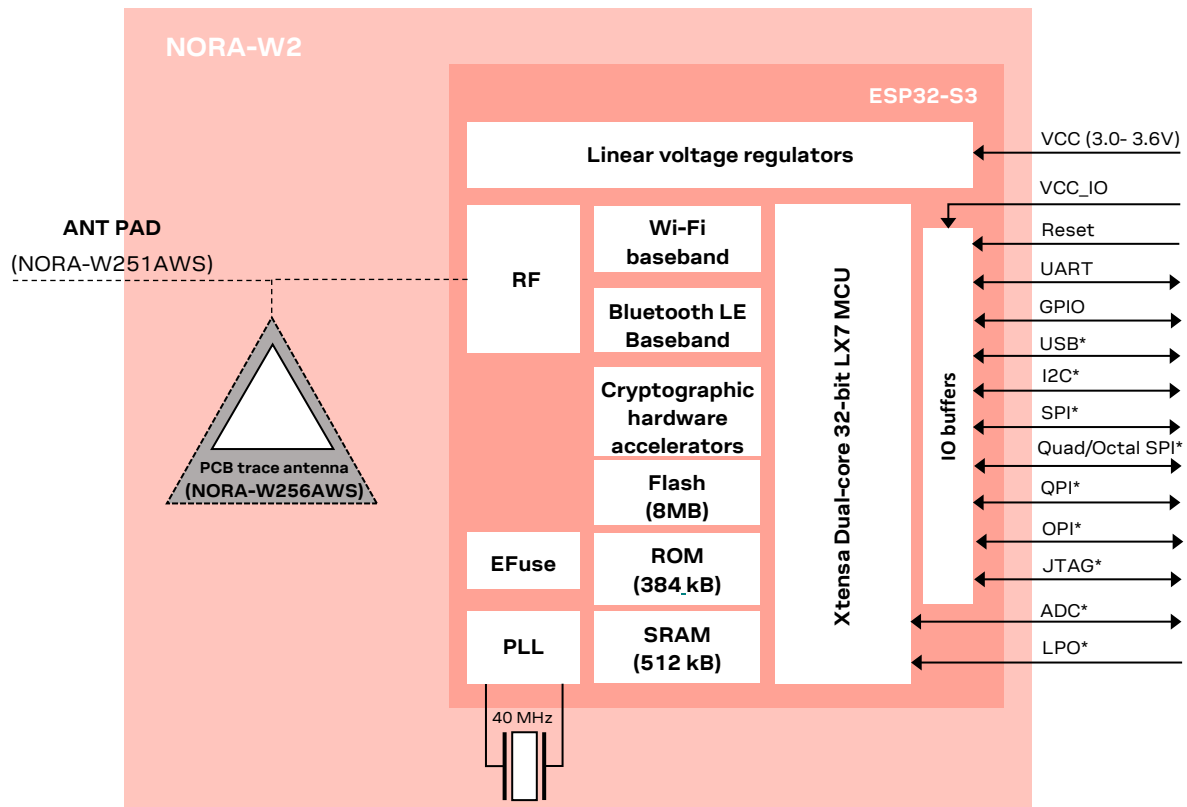 NORA-W2
ESP32-S3
Linear voltage regulators
VCC (3.0- 3.6V)
VCC_IO
ANT PAD
(NORA-W251AWS)
RF
Wi-Fi
baseband
Bluetooth LE
Baseband
Cryptographic
hardware
accelerators
Flash
(8MB)
EFuse
ROM
(384 kB)
PLL
SRAM
(512 kB)
40 MHz
PCB trace antenna
(NORA-W256AWS)
Xtensa Dual-core 32-bit LX7 MCU
IO buffers
Reset
UART
GPIO
USB*
I2C*
SPI*
Quad/Octal SPI*
QPI*
OPI*
JTAG*
ADC*
LPO*